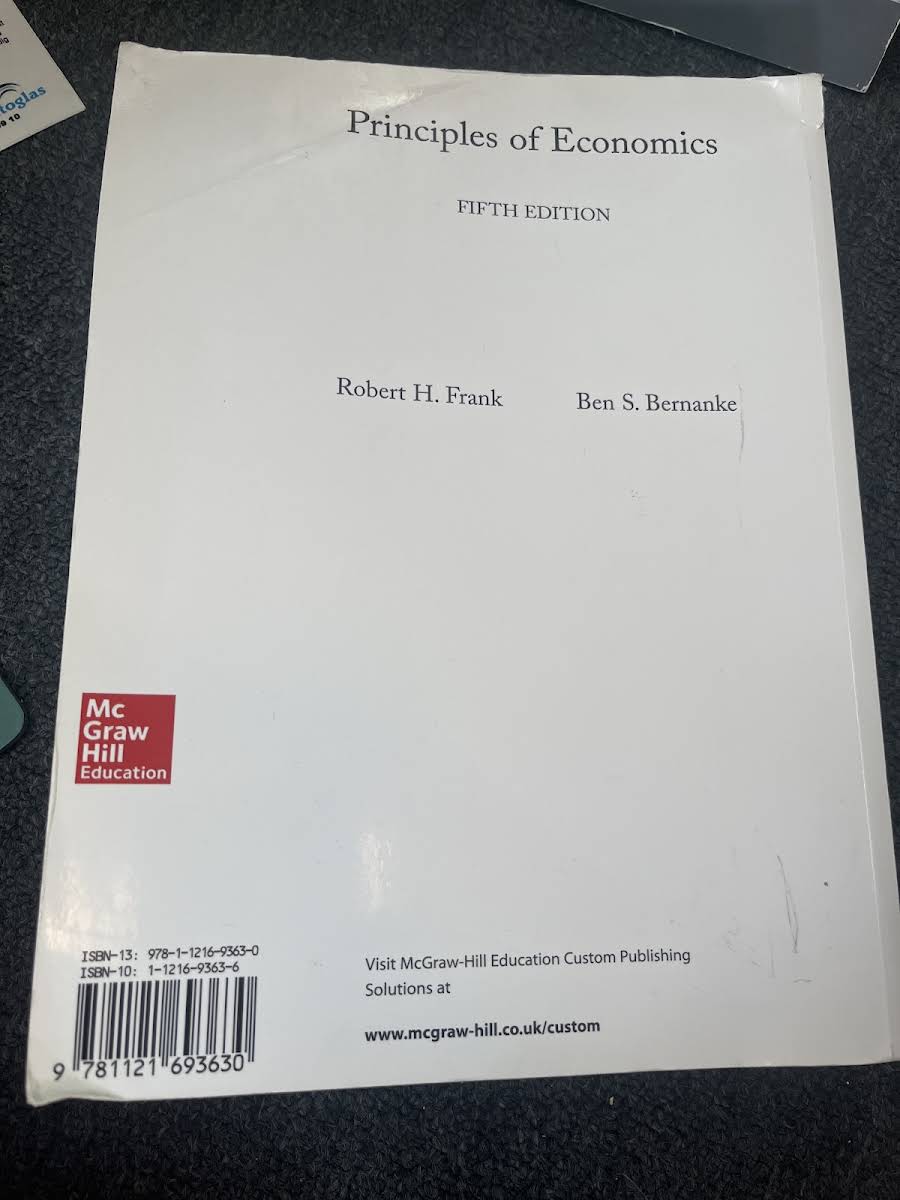 toglas
Principles of Economics
FIFTH EDITION
Robert H. Frank Ben S. Bernanke
Mc
Graw
Hill
Education
ISBN-13: 978-1-1216-9363-0
ISBN-10: 1-1216-9363-6
9 781121 693630
Visit McGraw-Hill Education Custom Publishing
Solutions at
www.mcgraw-hill.co.uk/custom